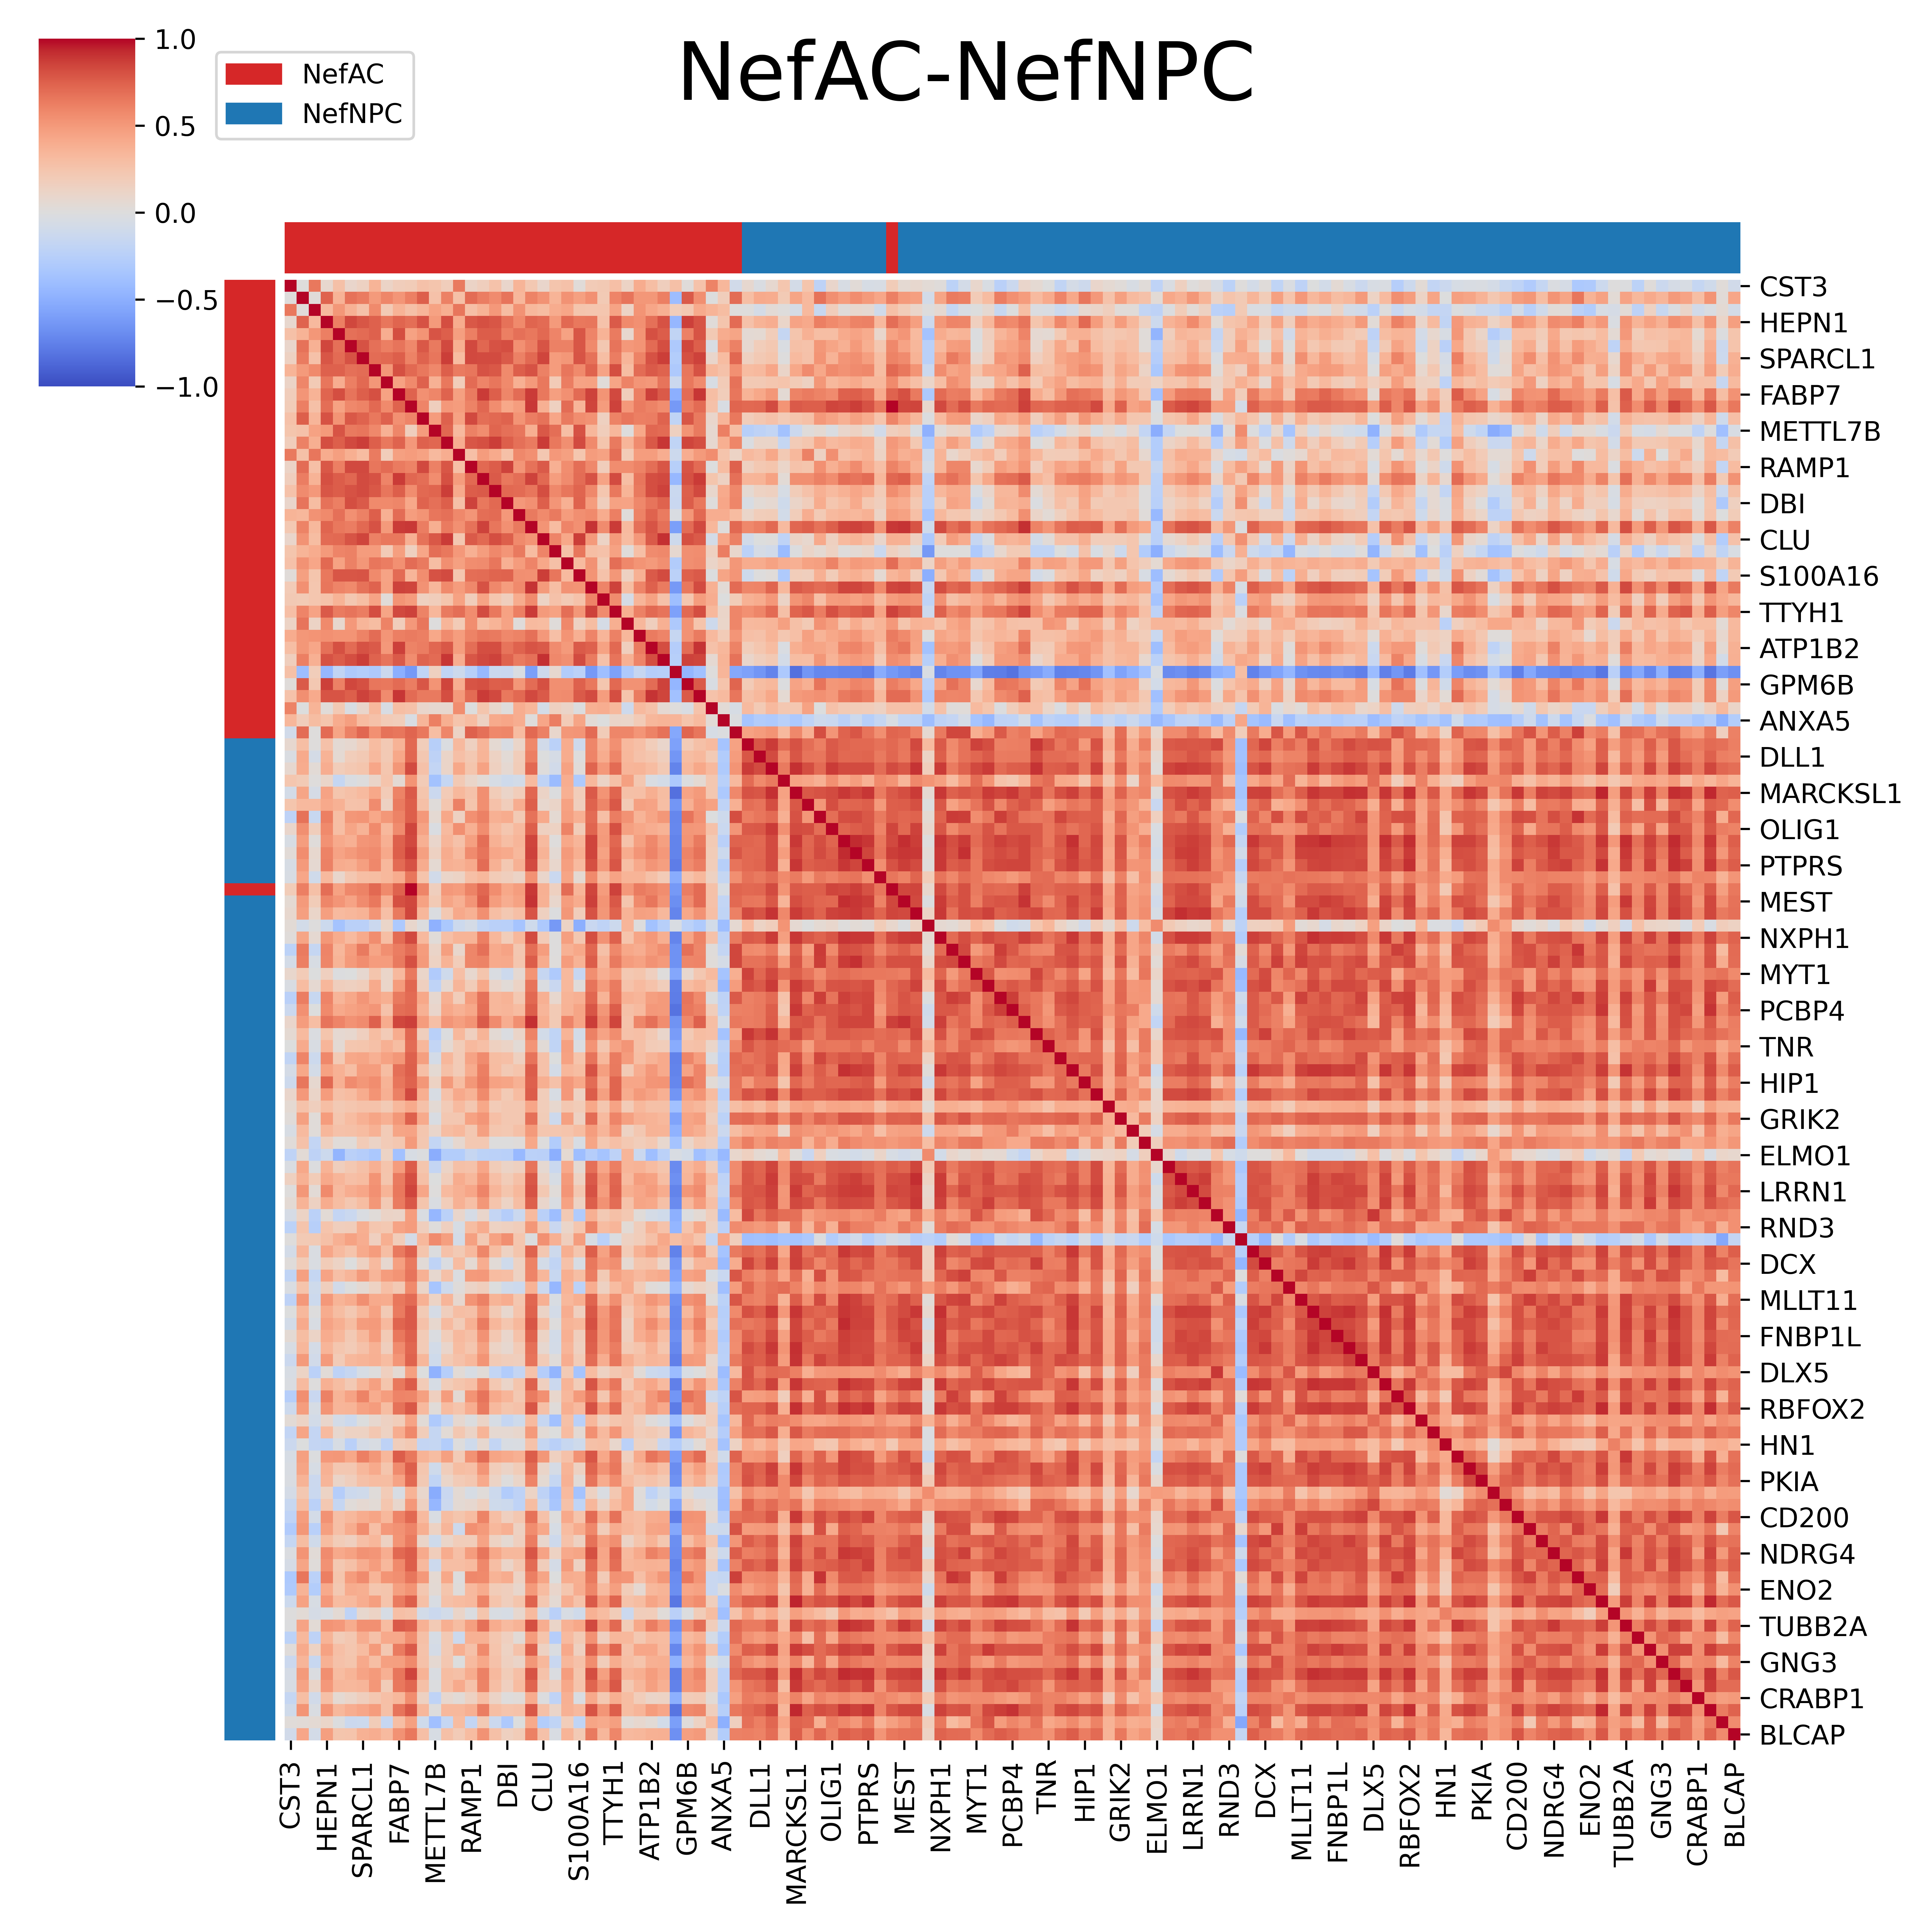 NefAC-NefNPC
1.0
0.5
0.0
−0.5
−1.0
NefAC
NefNPC
CST3
HEPN1
SPARCL1
FABP7
METTL7B
RAMP1
DBI
CLU
S100A16
TTYH1
ATP1B2
GPM6B
ANXA5
DLL1
MARCKSL1
OLIG1
PTPRS
MEST
NXPH1
MYT1
PCBP4
TNR
HIP1
GRIK2
ELMO1
LRRN1
RND3
DCX
MLLT11
FNBP1L
DLX5
RBFOX2
HN1
PKIA
CD200
NDRG4
ENO2
TUBB2A
GNG3
CRABP1
BLCAP
CST3
HEPN1
SPARCL1
FABP7
METTL7B
RAMP1
DBI
CLU
S100A16
TTYH1
ATP1B2
GPM6B
ANXA5
DLL1
MARCKSL1
OLIG1
PTPRS
MEST
NXPH1
MYT1
PCBP4
TNR
HIP1
GRIK2
ELMO1
LRRN1
RND3
DCX
MLLT11
FNBP1L
DLX5
RBFOX2
HN1
PKIA
CD200
NDRG4
ENO2
TUBB2A
GNG3
CRABP1
BLCAP